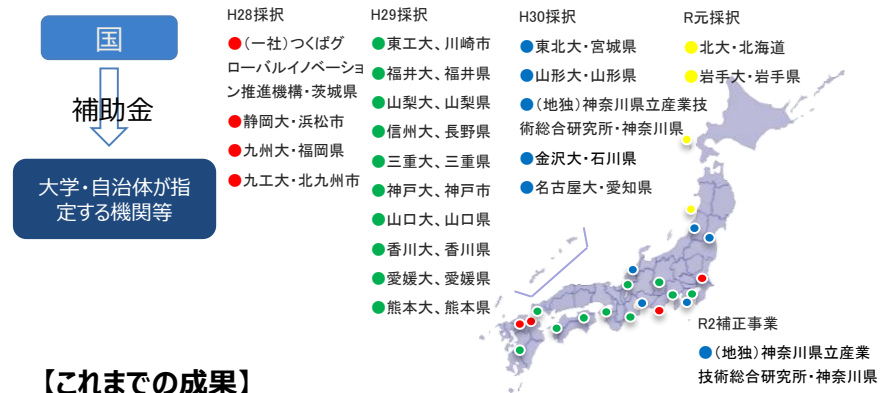 国
補助金
大学・自治体が指
定する機関等
H28採択
●(一社)つくばグ
ローバルイノベーショ
ン推進機構・茨城県
●静岡大・浜松市
●九州大・福岡県
●九工大・北九州市
H29採択
●東工大、川崎市
●福井大、福井県
●山梨大、山梨県
●信州大、長野県
●三重大、三重県
●神戸大、神戸市
●山口大、山口県
●香川大、香川県
●愛媛大、愛媛県
●熊本大、熊本県
H30採択
●東北大・宮城県
●山形大・山形県
●(地独)神奈川県立産業技
術総合研究所・神奈川県
●金沢大・石川県
●名古屋大・愛知県
R元採択
●北大・北海道
●岩手大・岩手県
R2補正事業
●(地独)神奈川県立産業
技術総合研究所・神奈川県
【これまでの成果】